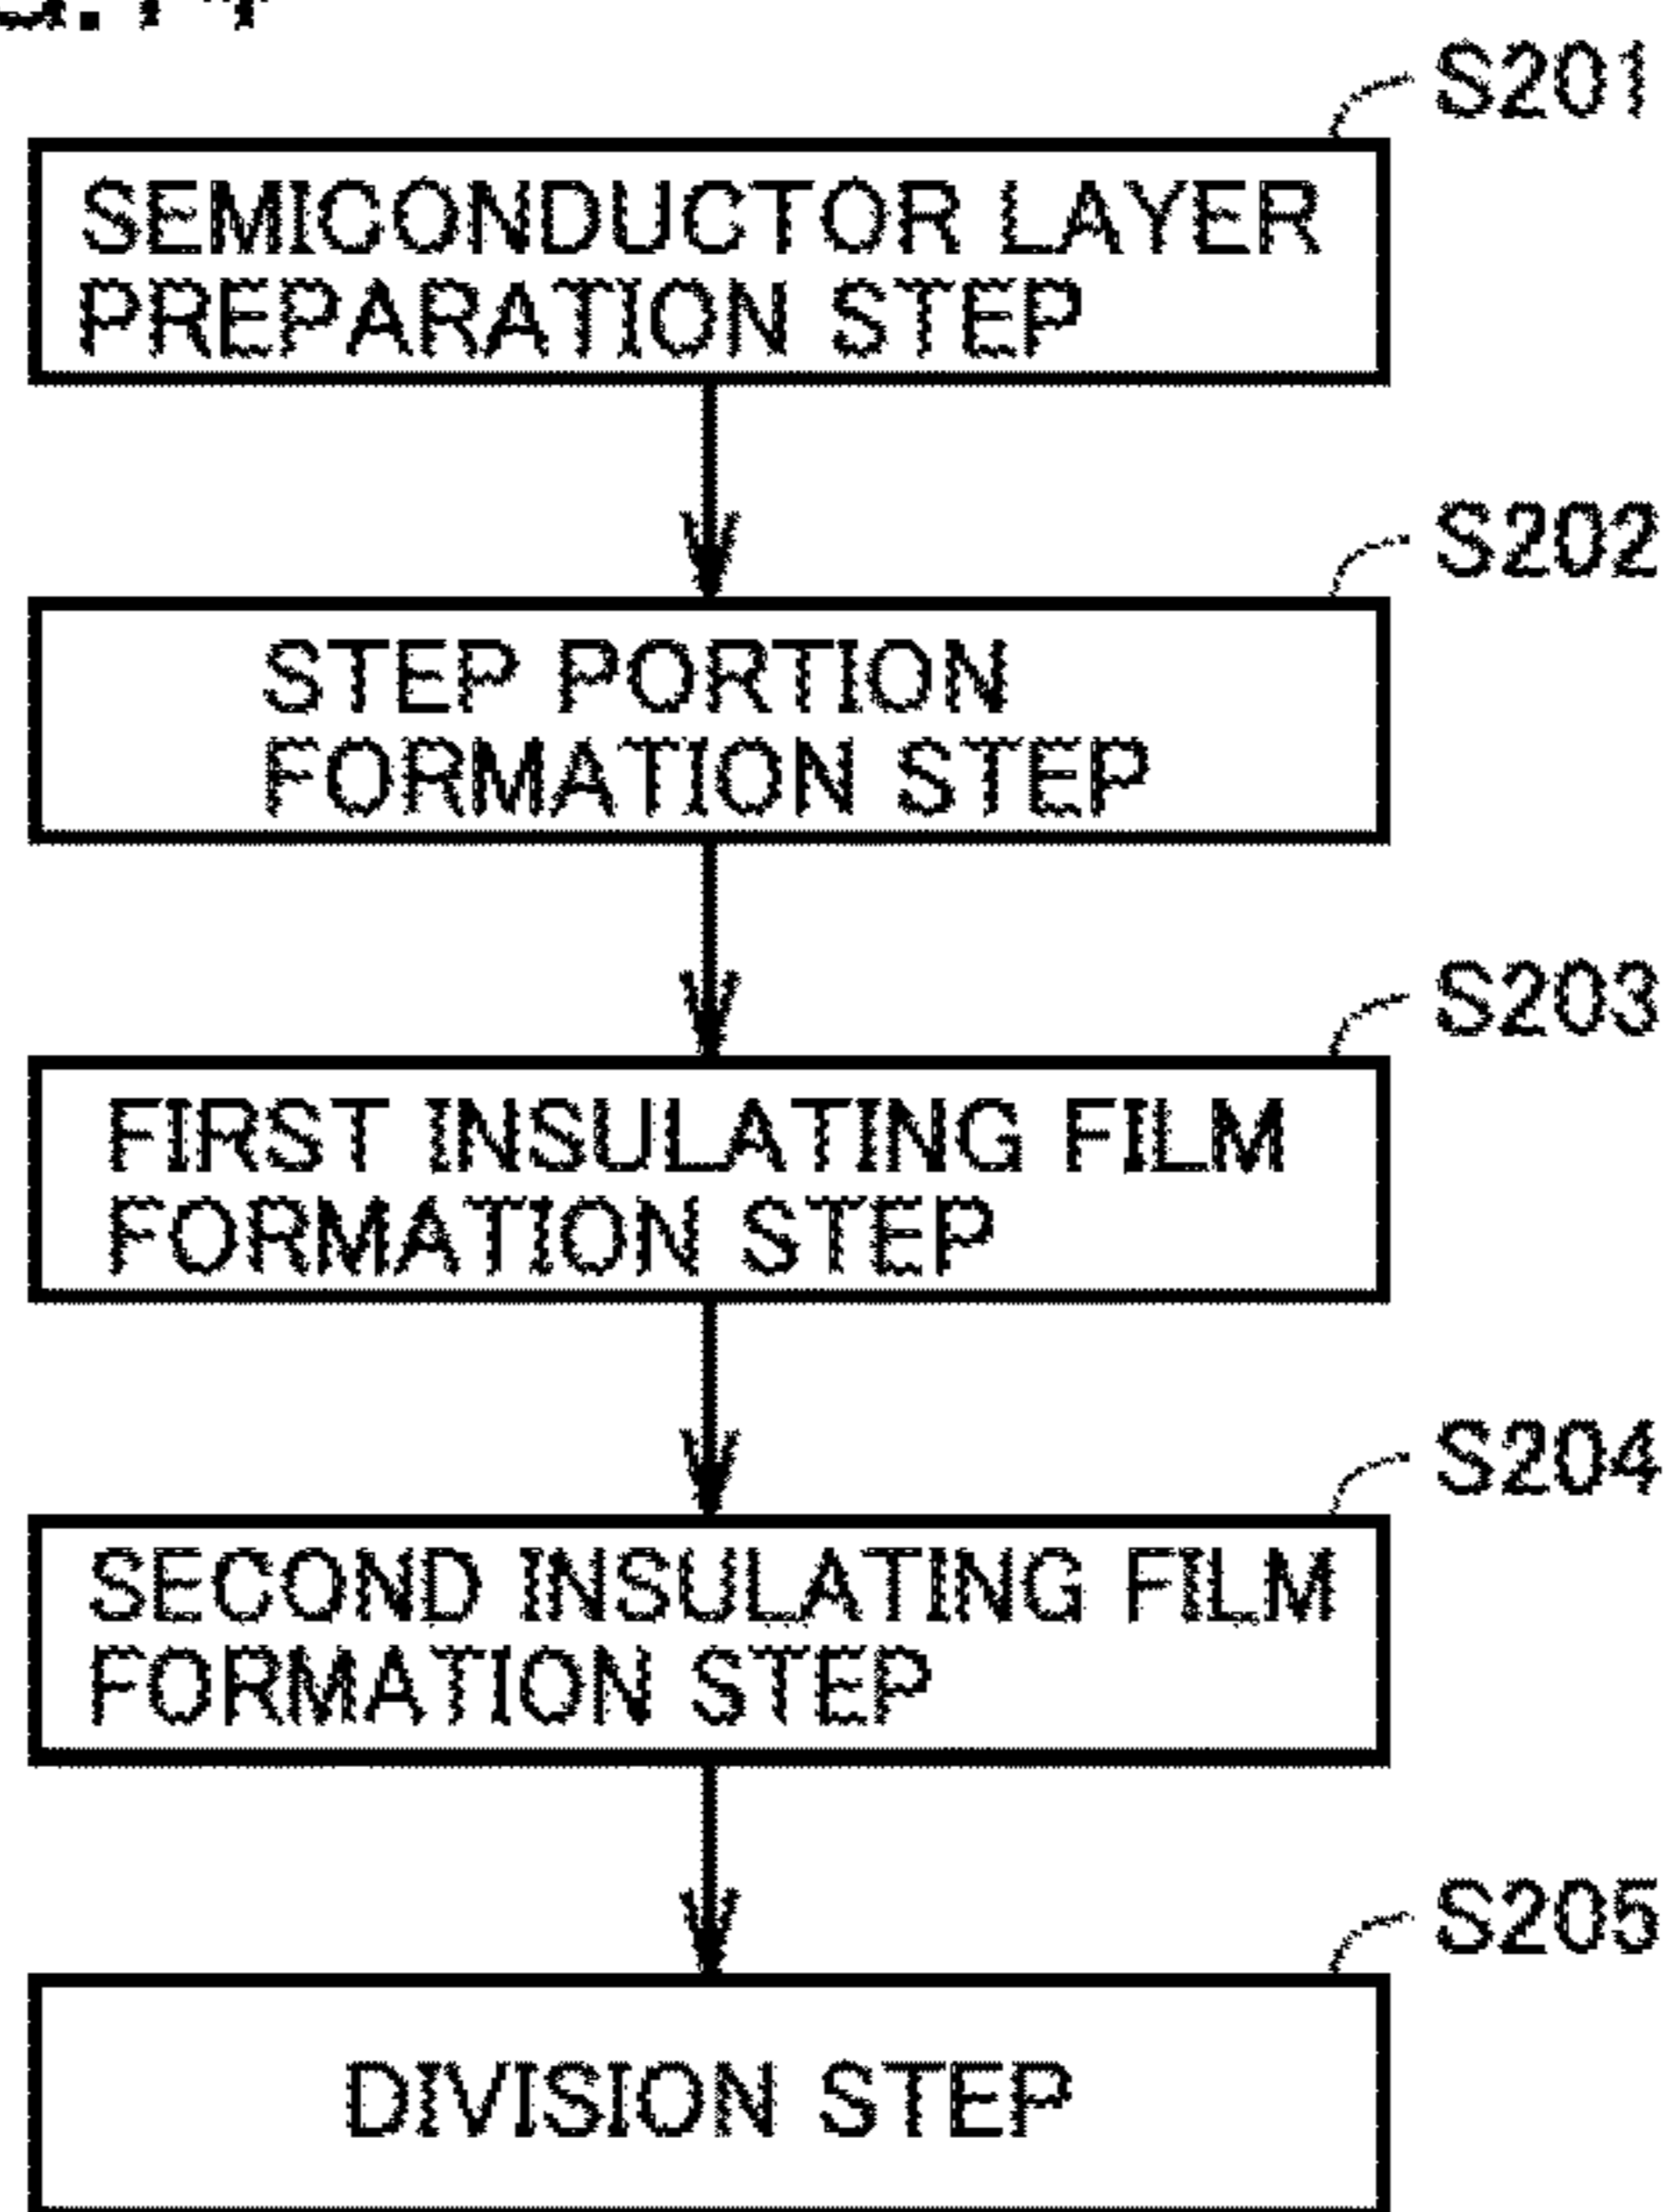 S201
SEMICONDUCTOR LAYER
PREPARATION STEP
S202
STEP PORTION
FORMATION STEP
S203
FIRST INSULATING FILM
FORMATION STEP
S204
SECOND INSULATING FILM
FORMATION STEP
S205
DIVISION STEP